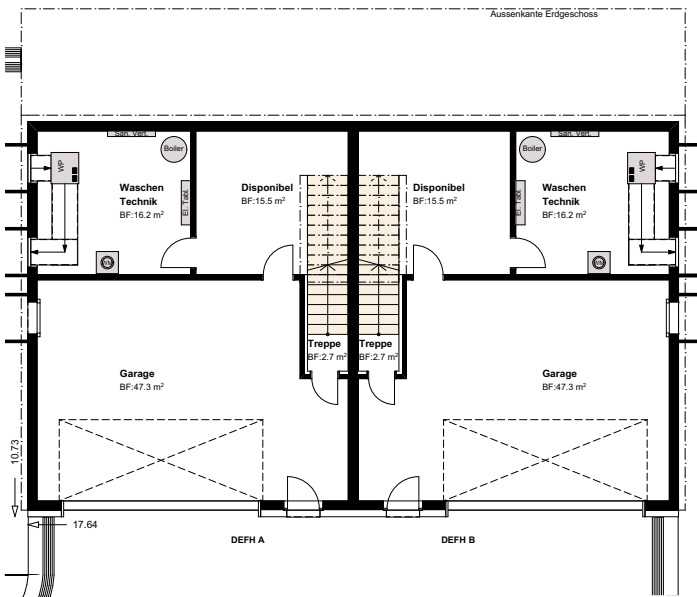 Aussenkante Erdgeschoss
San. Vert.
San. Vert.
Boiler
Boiler
WP
WP
Waschen
Technik
BF:16.2 m²
El. Tabl.
Disponibel
BF:15.5 m²
Disponibel
BF:15.5 m²
El. Tabl.
Waschen
Technik
BF:16.2 m²
WM
WM
Treppe
BF:2.7 m²
Treppe
BF:2.7 m²
Garage
BF:47.3 m²
Garage
BF:47.3 m²
10.73
17.64
DEFH A
DEFH B